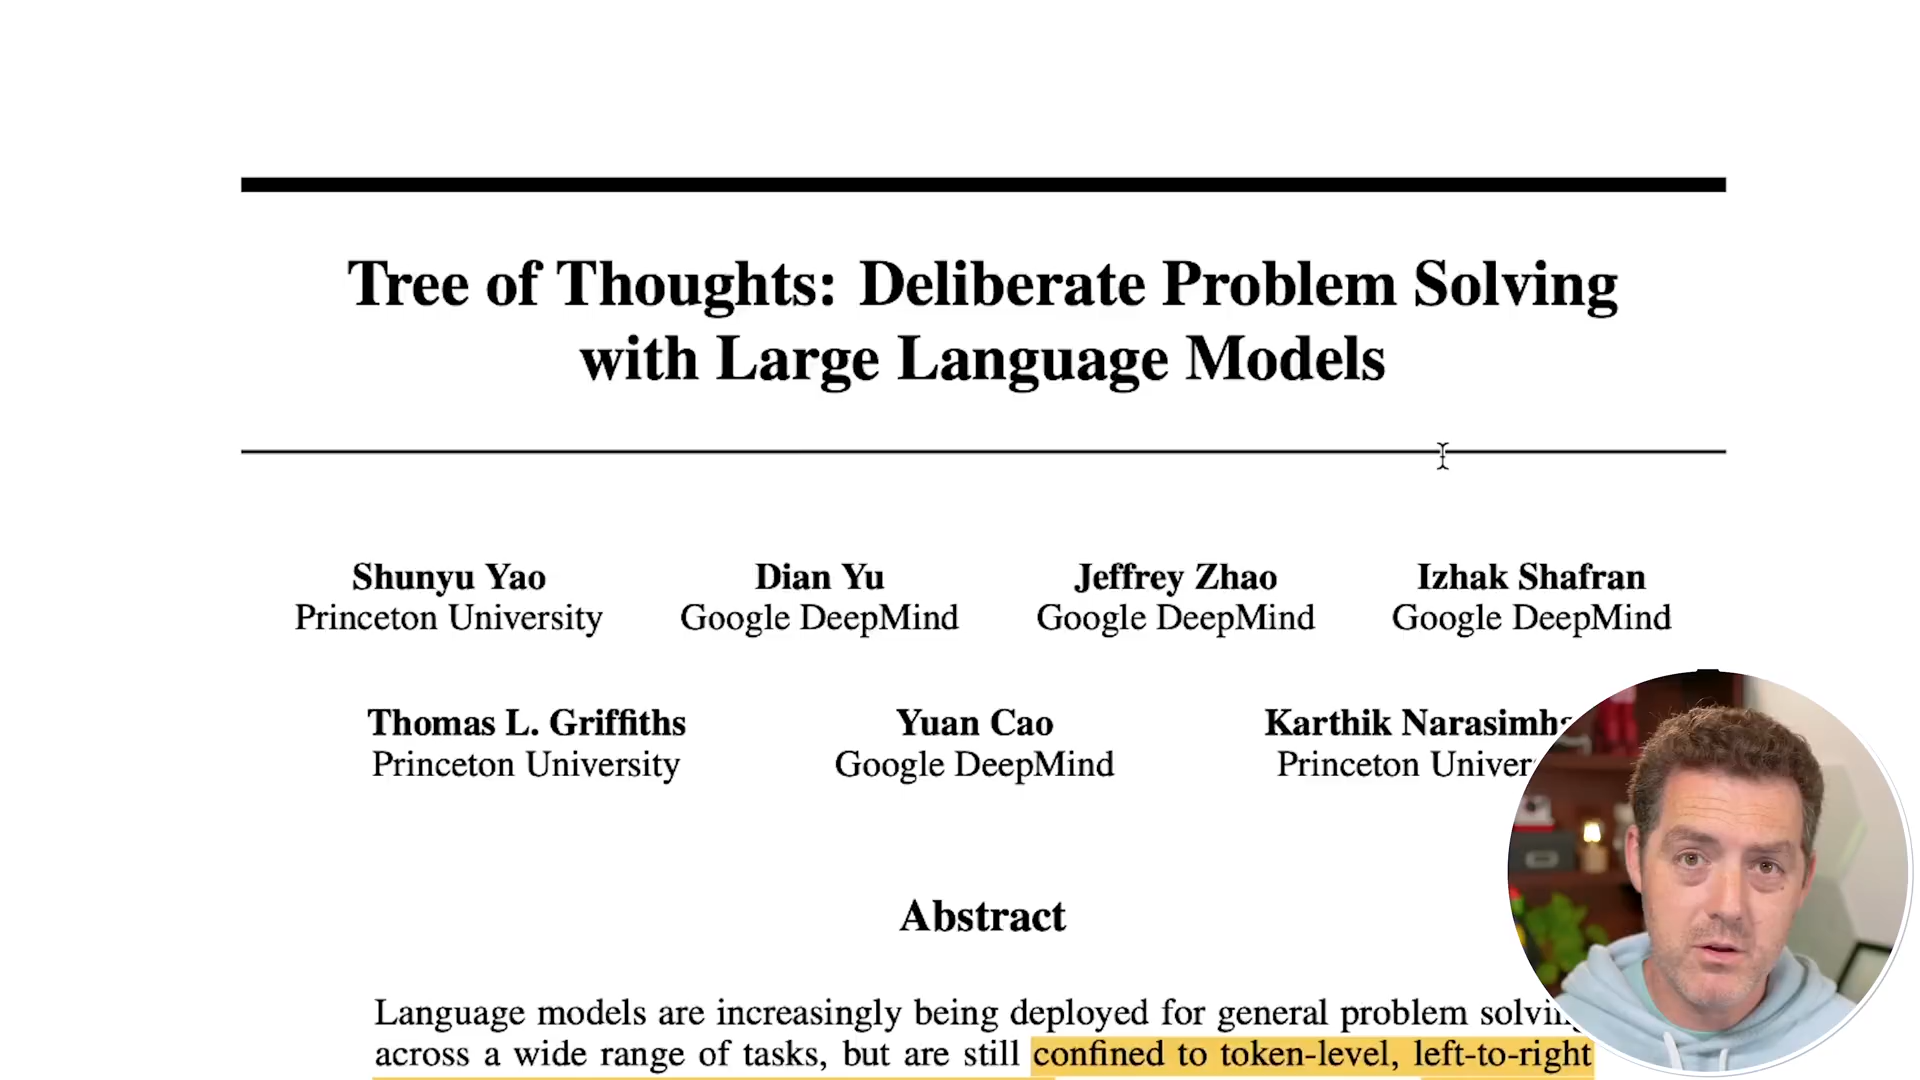 Tree of Thoughts: Deliberate Problem Solving
with Large Language Models
Shunyu Yao Dian Yu Jeffrey Zhao Izhak Shafran
Princeton University Google DeepMind Google DeepMind Google DeepMind
Thomas L. Griffiths Yuan Cao Karthik
Princeton University Google DeepMind Princeton
Abstract
Language models are increasingly being deployed for general problem
across a wide range of tasks, but are still confined to token-level, left-to-right